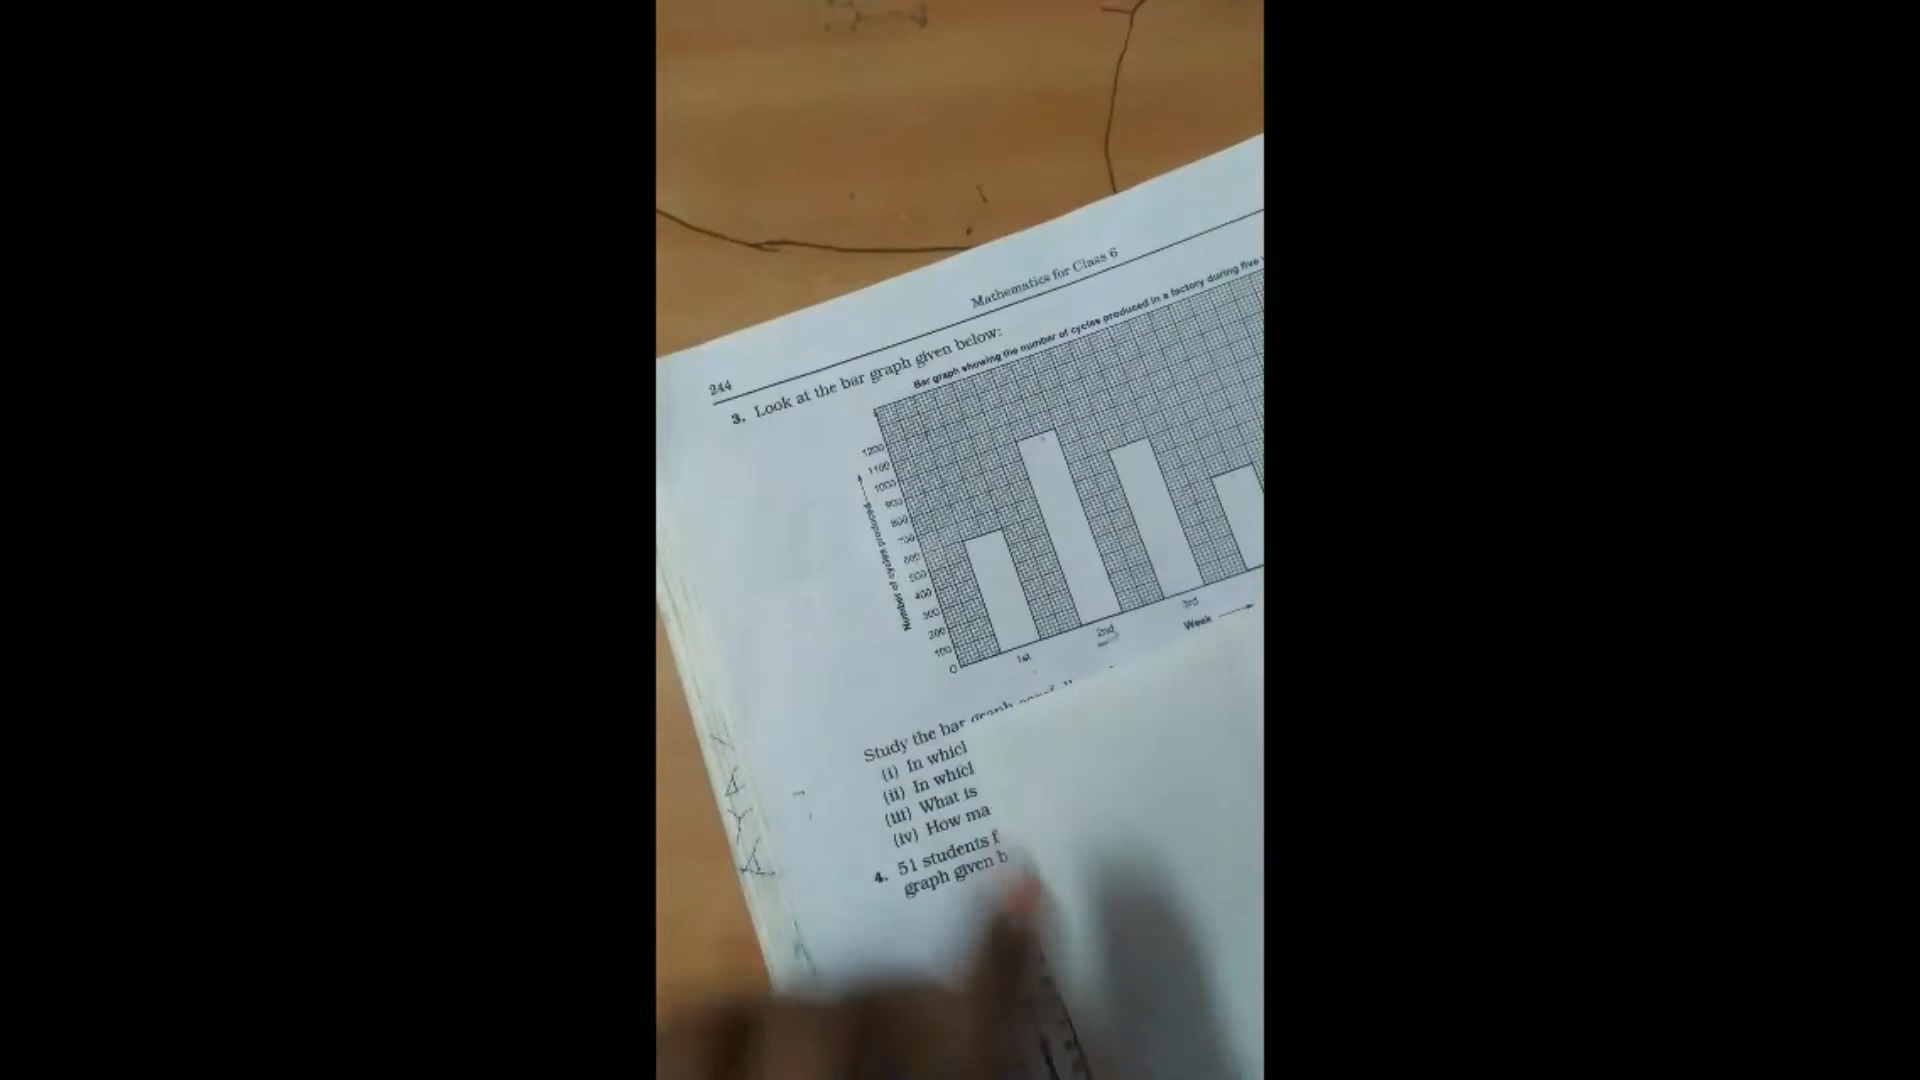 244
Mathematics for Class 6
3. Look at the bar graph given below:
Bar graph showing the number of cycles produced in a factory during five
1200
1100
1000
900
800
700
600
500
400
300
200
100
0
Number of cycles produced
1st
2nd
3rd
Week
Study the bar graph
(i) In whicl
(ii) In whicl
(iii) What is
(iv) How ma
4. 51 students f
graph given b